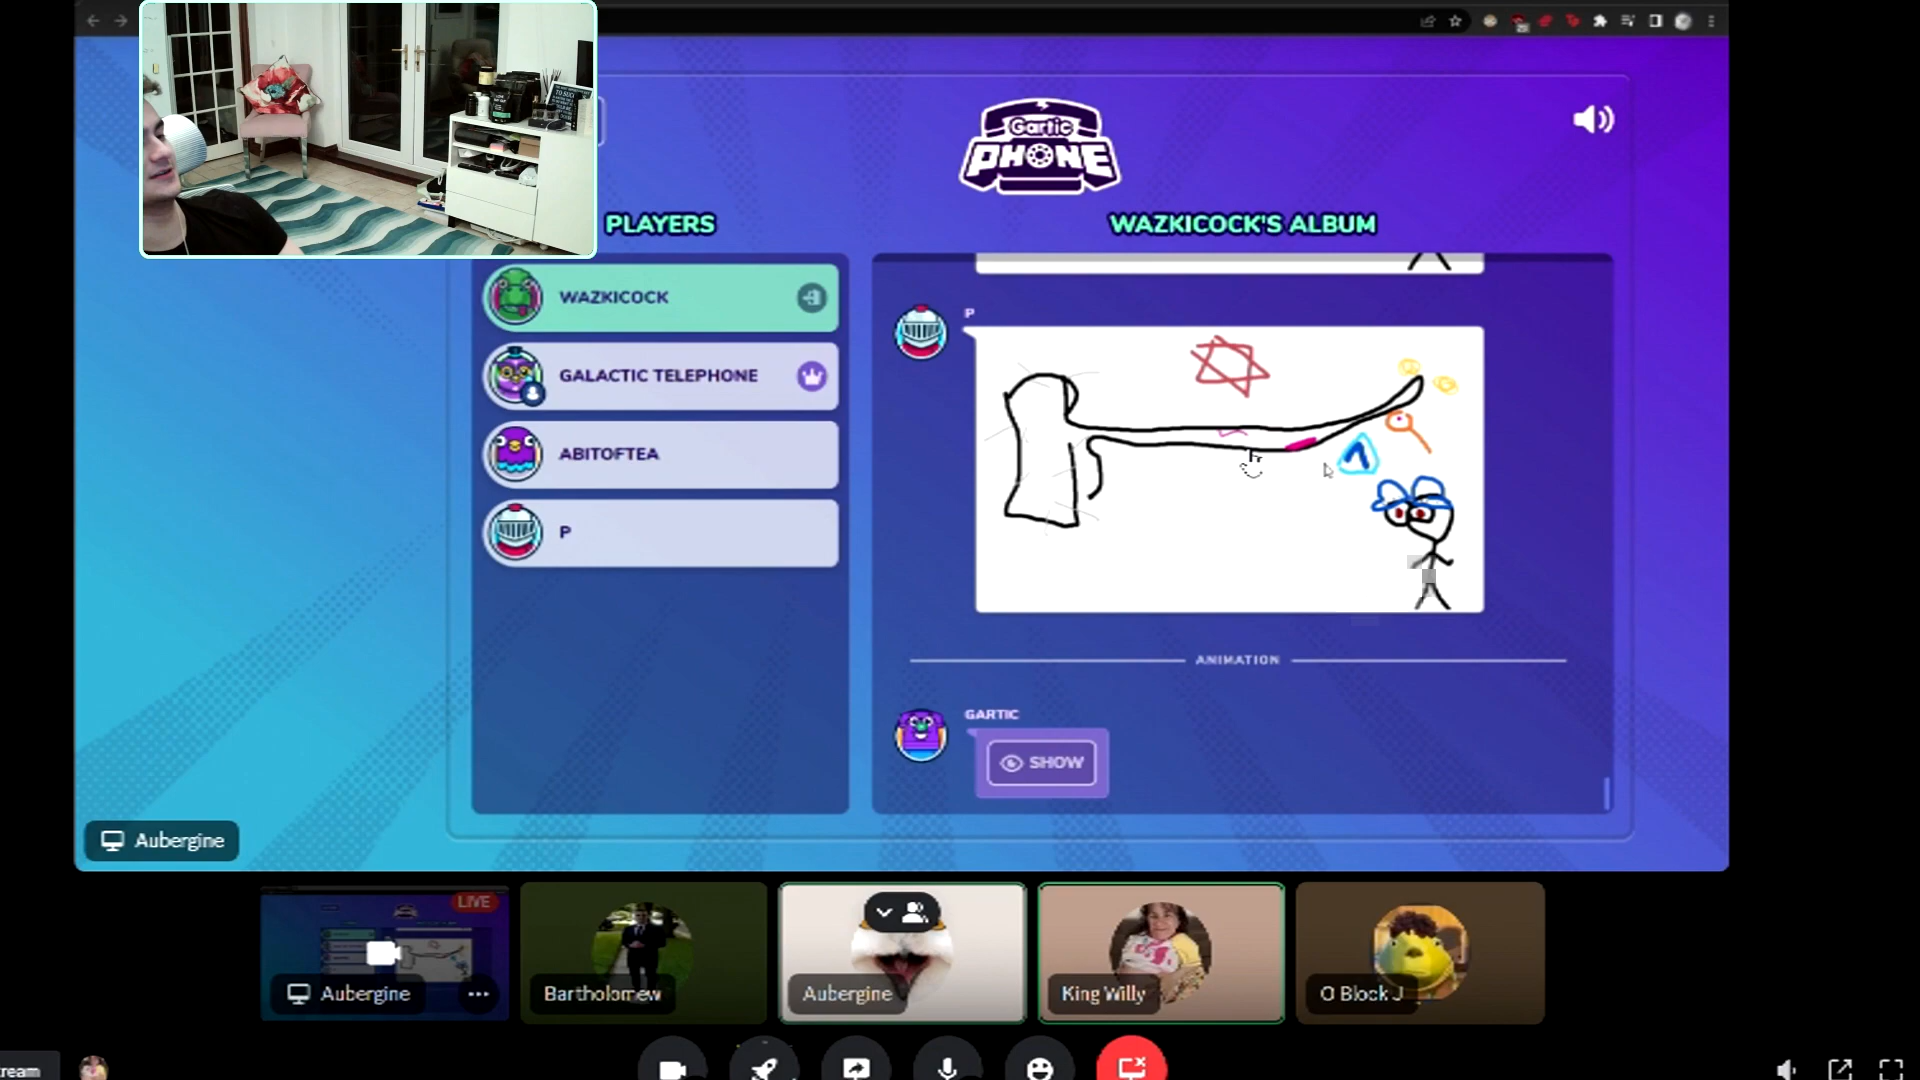 Gartic
PHONE
PLAYERS
WAZKICOCK'S ALBUM
WAZKICOCK
GALACTIC TELEPHONE
ABITOFTEA
P
P
ANIMATION
GARTIC
SHOW
Aubergine
LIVE
Aubergine
Bartholomew
Aubergine
King Willy
O Block J
ream